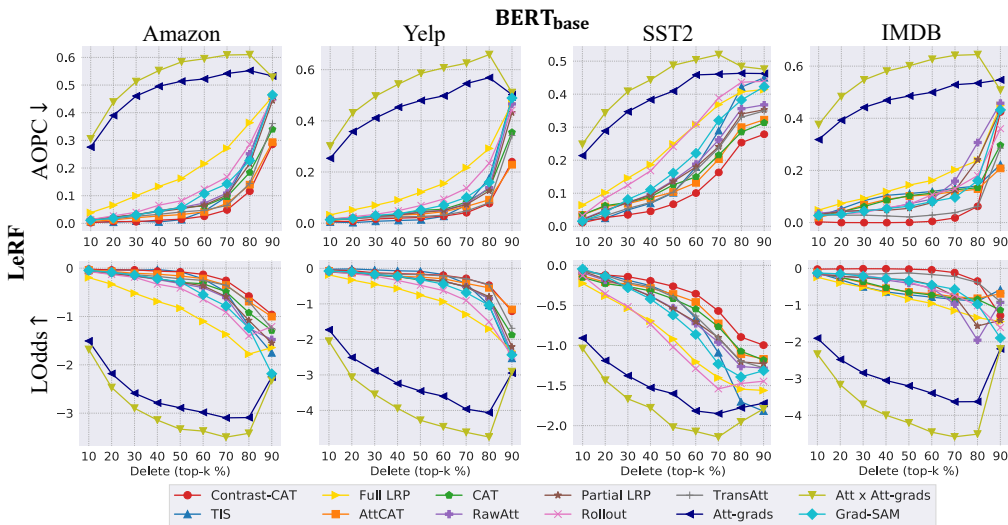 BERT_base
Amazon Yelp SST2 IMDB
LeRF
AOPC ↓
0.6
0.5
0.4
0.3
0.2
0.1
0.0
10 20 30 40 50 60 70 80 90
0.6
0.4
0.2
0.0
10 20 30 40 50 60 70 80 90
0.5
0.4
0.3
0.2
0.1
0.0
10 20 30 40 50 60 70 80 90
0.6
0.4
0.2
0.0
10 20 30 40 50 60 70 80 90
LOdds ↑
0
−1
−2
−3
10 20 30 40 50 60 70 80 90
Delete (top-k %)
0
−1
−2
−3
−4
10 20 30 40 50 60 70 80 90
Delete (top-k %)
0.0
−0.5
−1.0
−1.5
−2.0
10 20 30 40 50 60 70 80 90
Delete (top-k %)
0
−1
−2
−3
−4
10 20 30 40 50 60 70 80 90
Delete (top-k %)
Contrast-CAT Full LRP CAT Partial LRP TransAtt Att x Att-grads
TIS AttCAT RawAtt Rollout Att-grads Grad-SAM